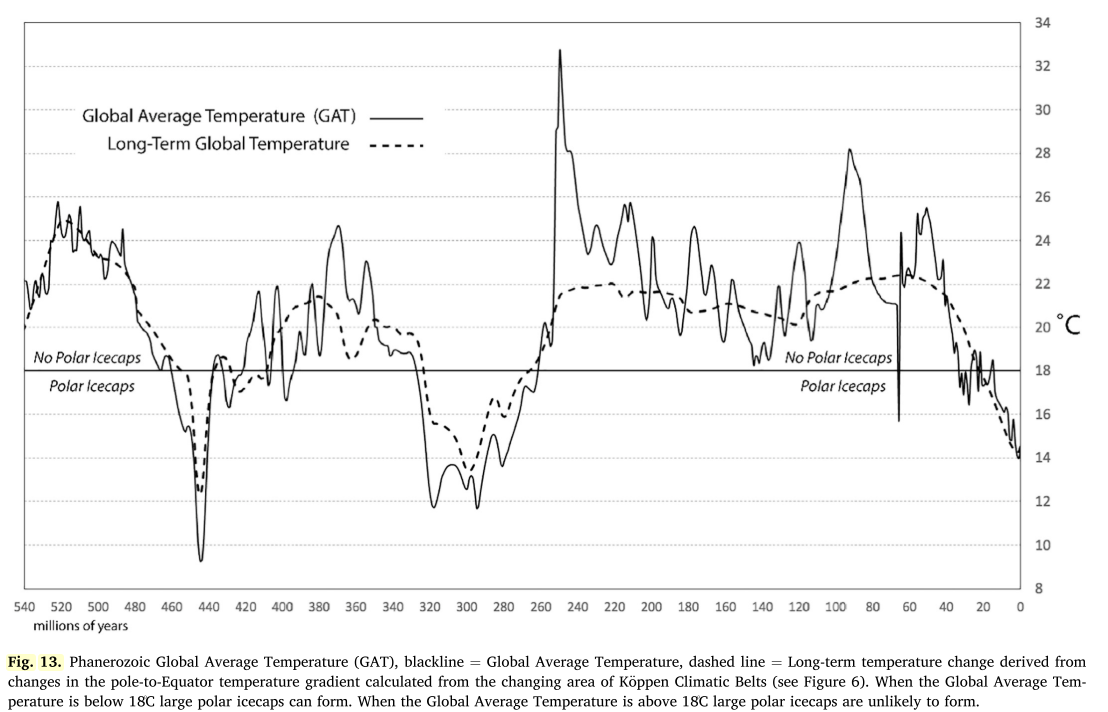 34
32
30
Global Average Temperature (GAT)
Long-Term Global Temperature
28
26
24
22
20
°C
No Polar Icecaps
No Polar Icecaps
18
Polar Icecaps
Polar Icecaps
16
14
12
10
8
540 520 500 480 460 440 420 400 380 360 340 320 300 280 260 240 220 200 180 160 140 120 100 80 60 40 20 0
millions of years
Fig. 13. Phanerozoic Global Average Temperature (GAT), blackline = Global Average Temperature, dashed line = Long-term temperature change derived from
changes in the pole-to-Equator temperature gradient calculated from the changing area of Köppen Climatic Belts (see Figure 6). When the Global Average Tem-
perature is below 18℃ large polar icecaps can form. When the Global Average Temperature is above 18℃ large polar icecaps are unlikely to form.